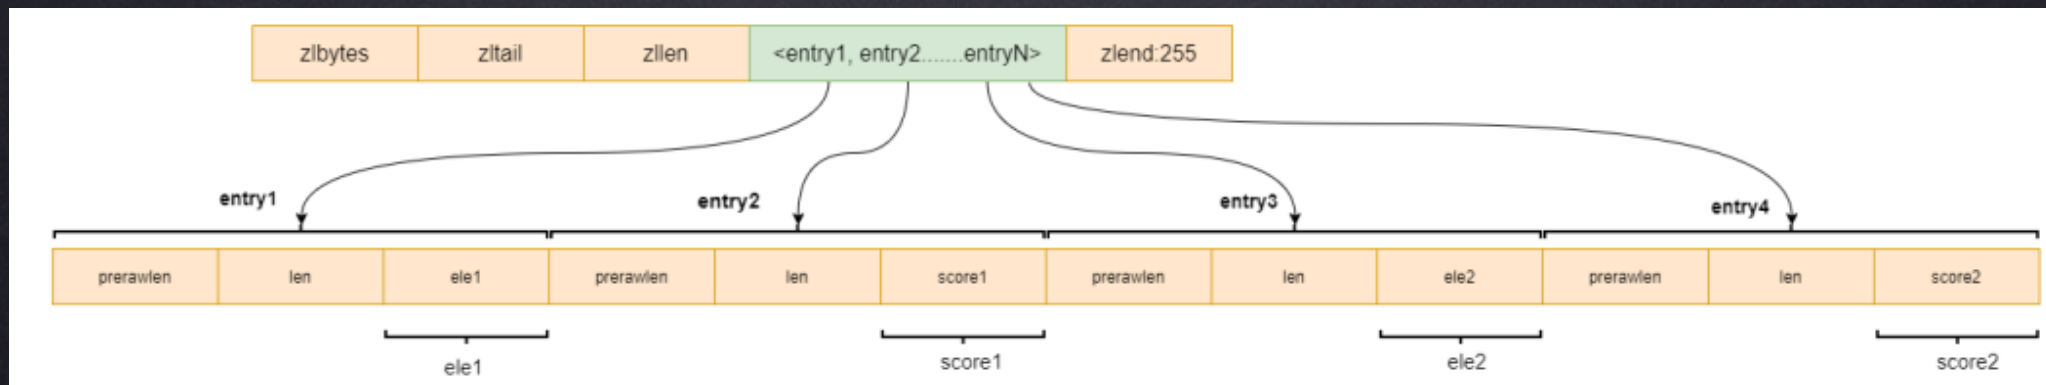 zlbytes zltail zllen <entry1, entry2.......entryN> zlend:255
entry1 entry2 entry3 entry4
prerawlen len ele1 prerawlen len score1 prerawlen len ele2 prerawlen len score2
ele1 score1 ele2 score2